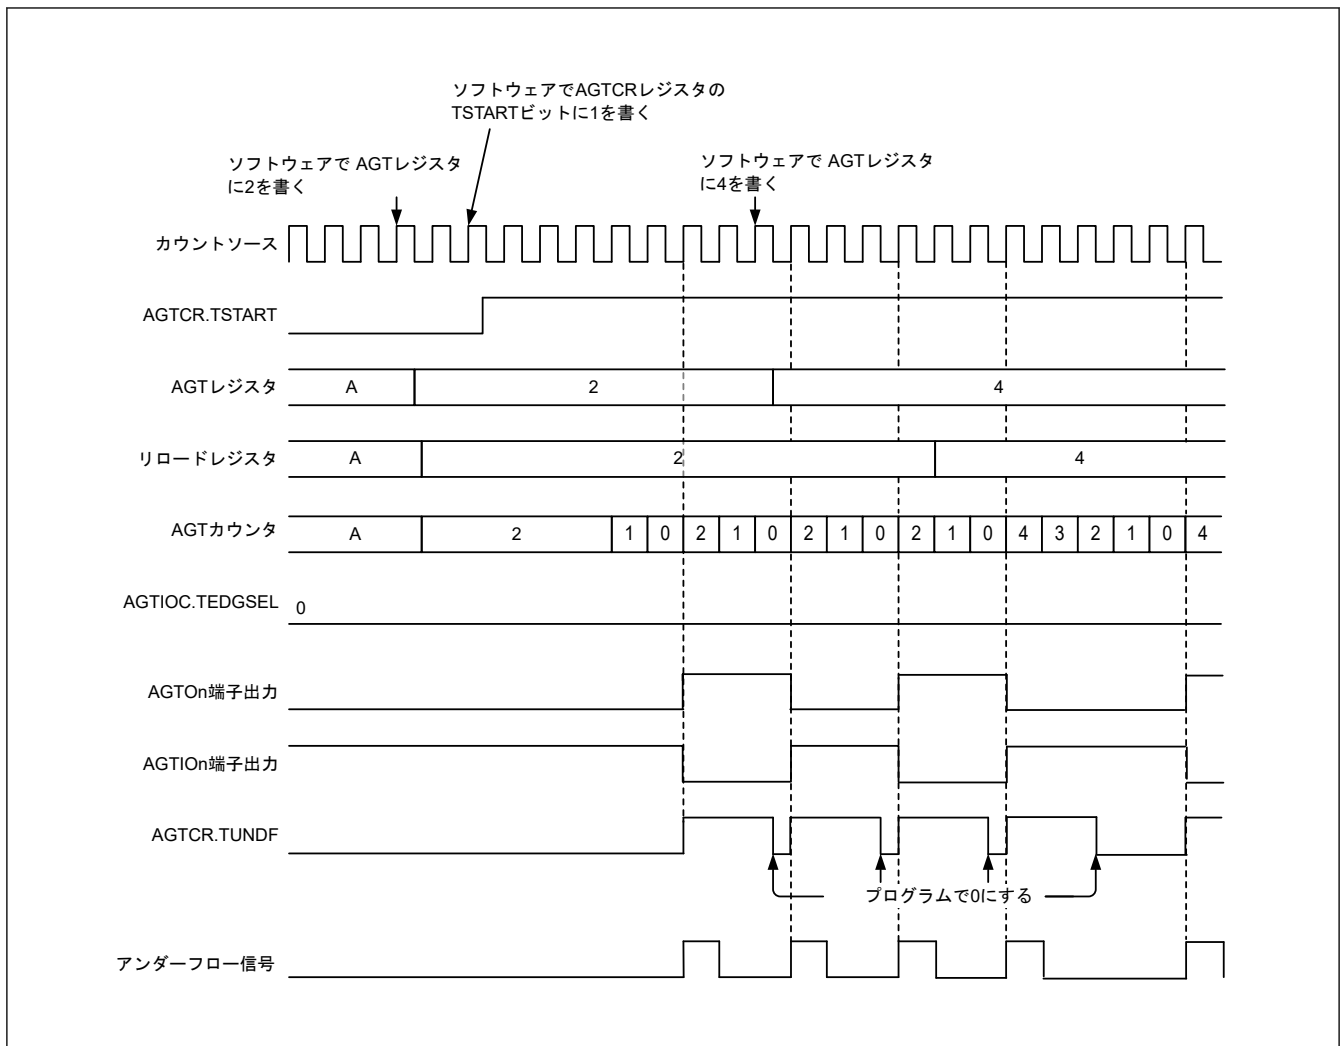 ソフトウェアでAGTCRレジスタの
TSTARTビットに1を書く
ソフトウェアで AGTレジスタ
に2を書く
ソフトウェアで AGTレジスタ
に4を書く
カウントソース
AGTCR.TSTART
AGTレジスタ A 2 4
リロードレジスタ A 2 4
AGTカウンタ A 2 1 0 2 1 0 2 1 0 2 1 0 4 3 2 1 0 4
AGTIOC.TEDGSEL 0
AGTOn端子出力
AGTIOn端子出力
AGTCR.TUNDF
プログラムで0にする
アンダーフロー信号